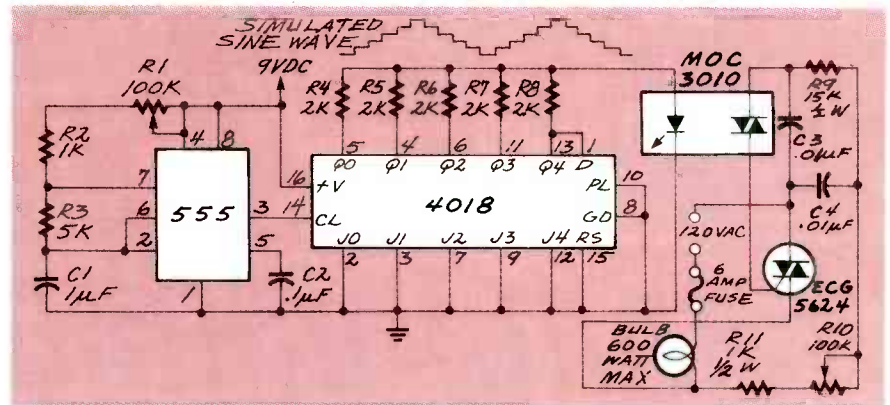 SIMULATED
SINE WAVE
9VDC
R1
100K
R2
1K
R3
5K
C1
1µF
4 8
7
6
2
555
3
5
1
C2
.1µF
R4
2K
R5
2K
R6
2K
R7
2K
R8
2K
5 4 6 11 13 1
Q0 Q1 Q2 Q3 Q4 D
16
+V
14
CL
4018
PL
10
GD
8
J0 J1 J2 J3 J4 RS
2 3 7 9 12 15
MOC
3010
R9
15K
½ W
C3
.01µF
C4
.01µF
120VAC
6
AMP
FUSE
ECG
5624
BULB
600
WATT
MAX
R11
1K
1/2 W
R10
100K